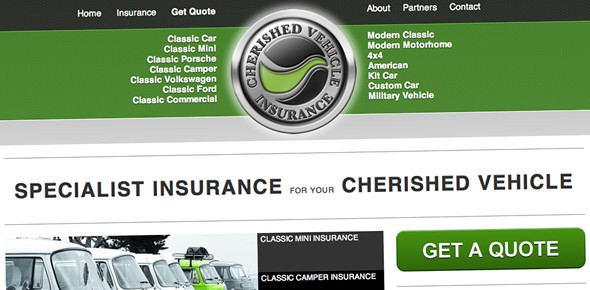 Home Insurance Get Quote
About Partners Contact
Classic Car
Classic Mini
Classic Porsche
Classic Camper
Classic Volkswagen
Classic Ford
Classic Commercial
CHERISHED VEHICLE
INSURANCE
Modern Classic
Modern Motorhome
4x4
American
Kit Car
Custom Car
Military Vehicle
SPECIALIST INSURANCE FOR YOUR CHERISHED VEHICLE
CLASSIC MINI INSURANCE
CLASSIC CAMPER INSURANCE
GET A QUOTE